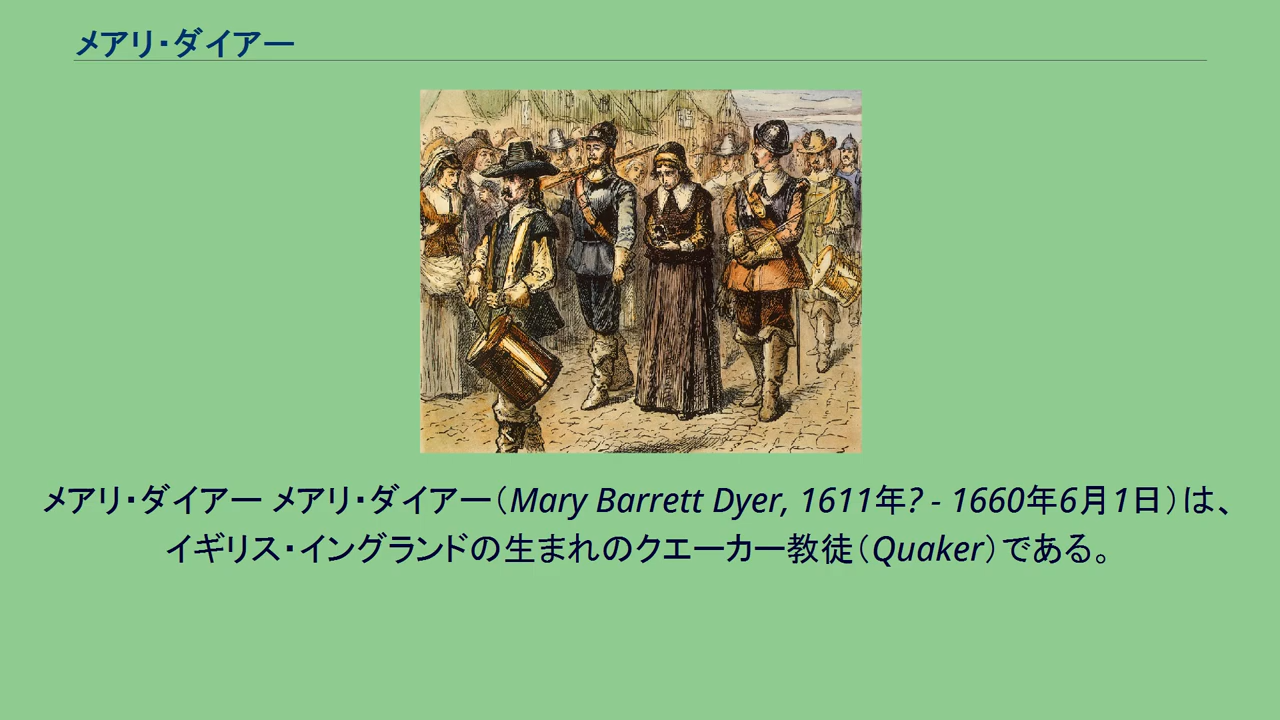 メアリ・ダイアー
メアリ・ダイアー メアリ・ダイアー（Mary Barrett Dyer, 1611年? - 1660年6月1日）は、
イギリス・イングランドの生まれのクエーカー教徒（Quaker）である。